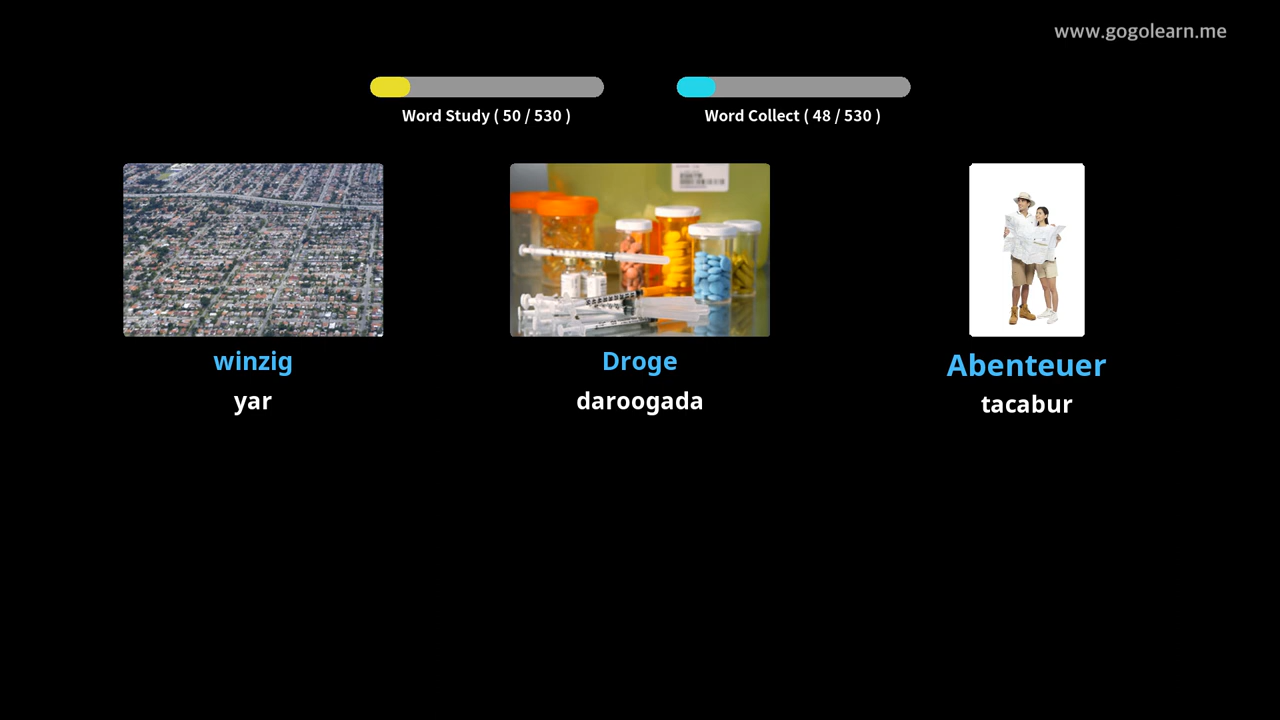 www.gogolearn.me
Word Study ( 50 / 530 )
Word Collect ( 48 / 530 )
winzig
Droge
Abenteuer
yar
daroogada
tacabur